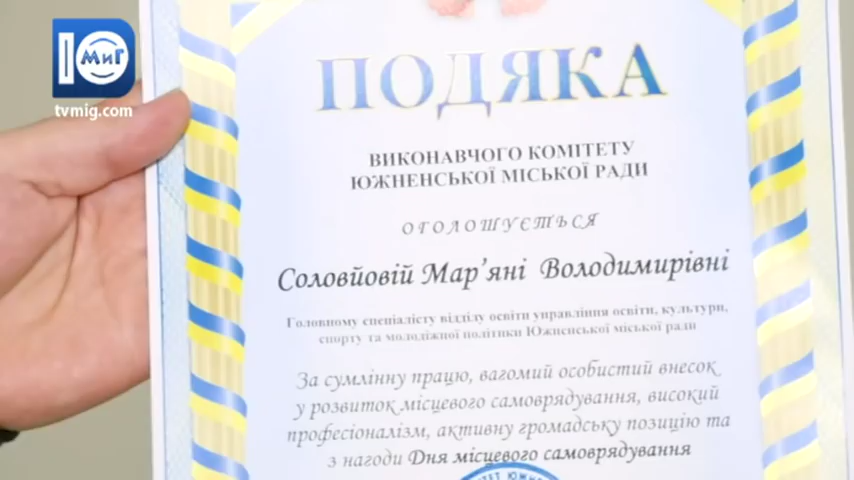 Ю
МиГ
tvmig.com
ПОДЯКА
ВИКОНАВЧОГО КОМІТЕТУ
ЮЖНЕНСЬКОЇ МІСЬКОЇ РАДИ
ОГОЛОШУЄТЬСЯ
Соловйовій Мар’яні Володимирівні
Головному спеціалісту відділу освіти управління освіти, культури,
спорту та молодіжної політики Южненської міської ради
За сумлінну працю, вагомий особистий внесок
у розвиток місцевого самоврядування, високий
професіоналізм, активну громадську позицію та
з нагоди Дня місцевого самоврядування